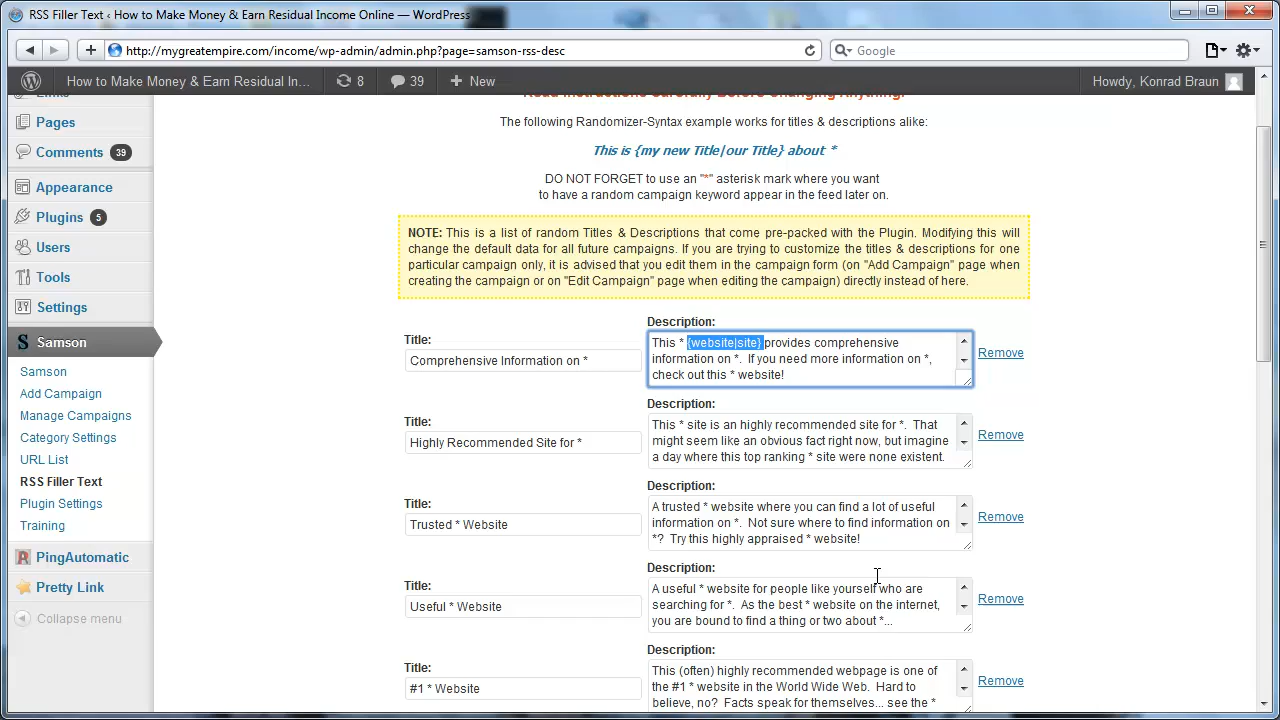 RSS Filler Text ‹ How to Make Money & Earn Residual Income Online — WordPress
http://mygreatempire.com/income/wp-admin/admin.php?page=samson-rss-desc
Google
How to Make Money & Earn Residual In...
8
39
New
Howdy, Konrad Braun
Links
Pages
Comments 39
Appearance
Plugins 5
Users
Tools
Settings
Samson
Samson
Add Campaign
Manage Campaigns
Category Settings
URL List
RSS Filler Text
Plugin Settings
Training
PingAutomatic
Pretty Link
Collapse menu
Read Instructions Carefully Before Changing Anything!
The following Randomizer-Syntax example works for titles & descriptions alike:
This is {my new Title|our Title} about *
DO NOT FORGET to use an "*" asterisk mark where you want
to have a random campaign keyword appear in the feed later on.
NOTE: This is a list of random Titles & Descriptions that come pre-packed with the Plugin. Modifying this will
change the default data for all future campaigns. If you are trying to customize the titles & descriptions for one
particular campaign only, it is advised that you edit them in the campaign form (on "Add Campaign" page when
creating the campaign or on "Edit Campaign" page when editing the campaign) directly instead of here.
Title:
Comprehensive Information on *
Description:
This * {website|site} provides comprehensive
information on *. If you need more information on *,
check out this * website!
Remove
Title:
Highly Recommended Site for *
Description:
This * site is an highly recommended site for *. That
might seem like an obvious fact right now, but imagine
a day where this top ranking * site were none existent.
Remove
Title:
Trusted * Website
Description:
A trusted * website where you can find a lot of useful
information on *. Not sure where to find information on
*? Try this highly appraised * website!
Remove
Title:
Useful * Website
Description:
A useful * website for people like yourself who are
searching for *. As the best * website on the internet,
you are bound to find a thing or two about *...
Remove
Title:
#1 * Website
Description:
This (often) highly recommended webpage is one of
the #1 * website in the World Wide Web. Hard to
believe, no? Facts speak for themselves... see the *
Remove